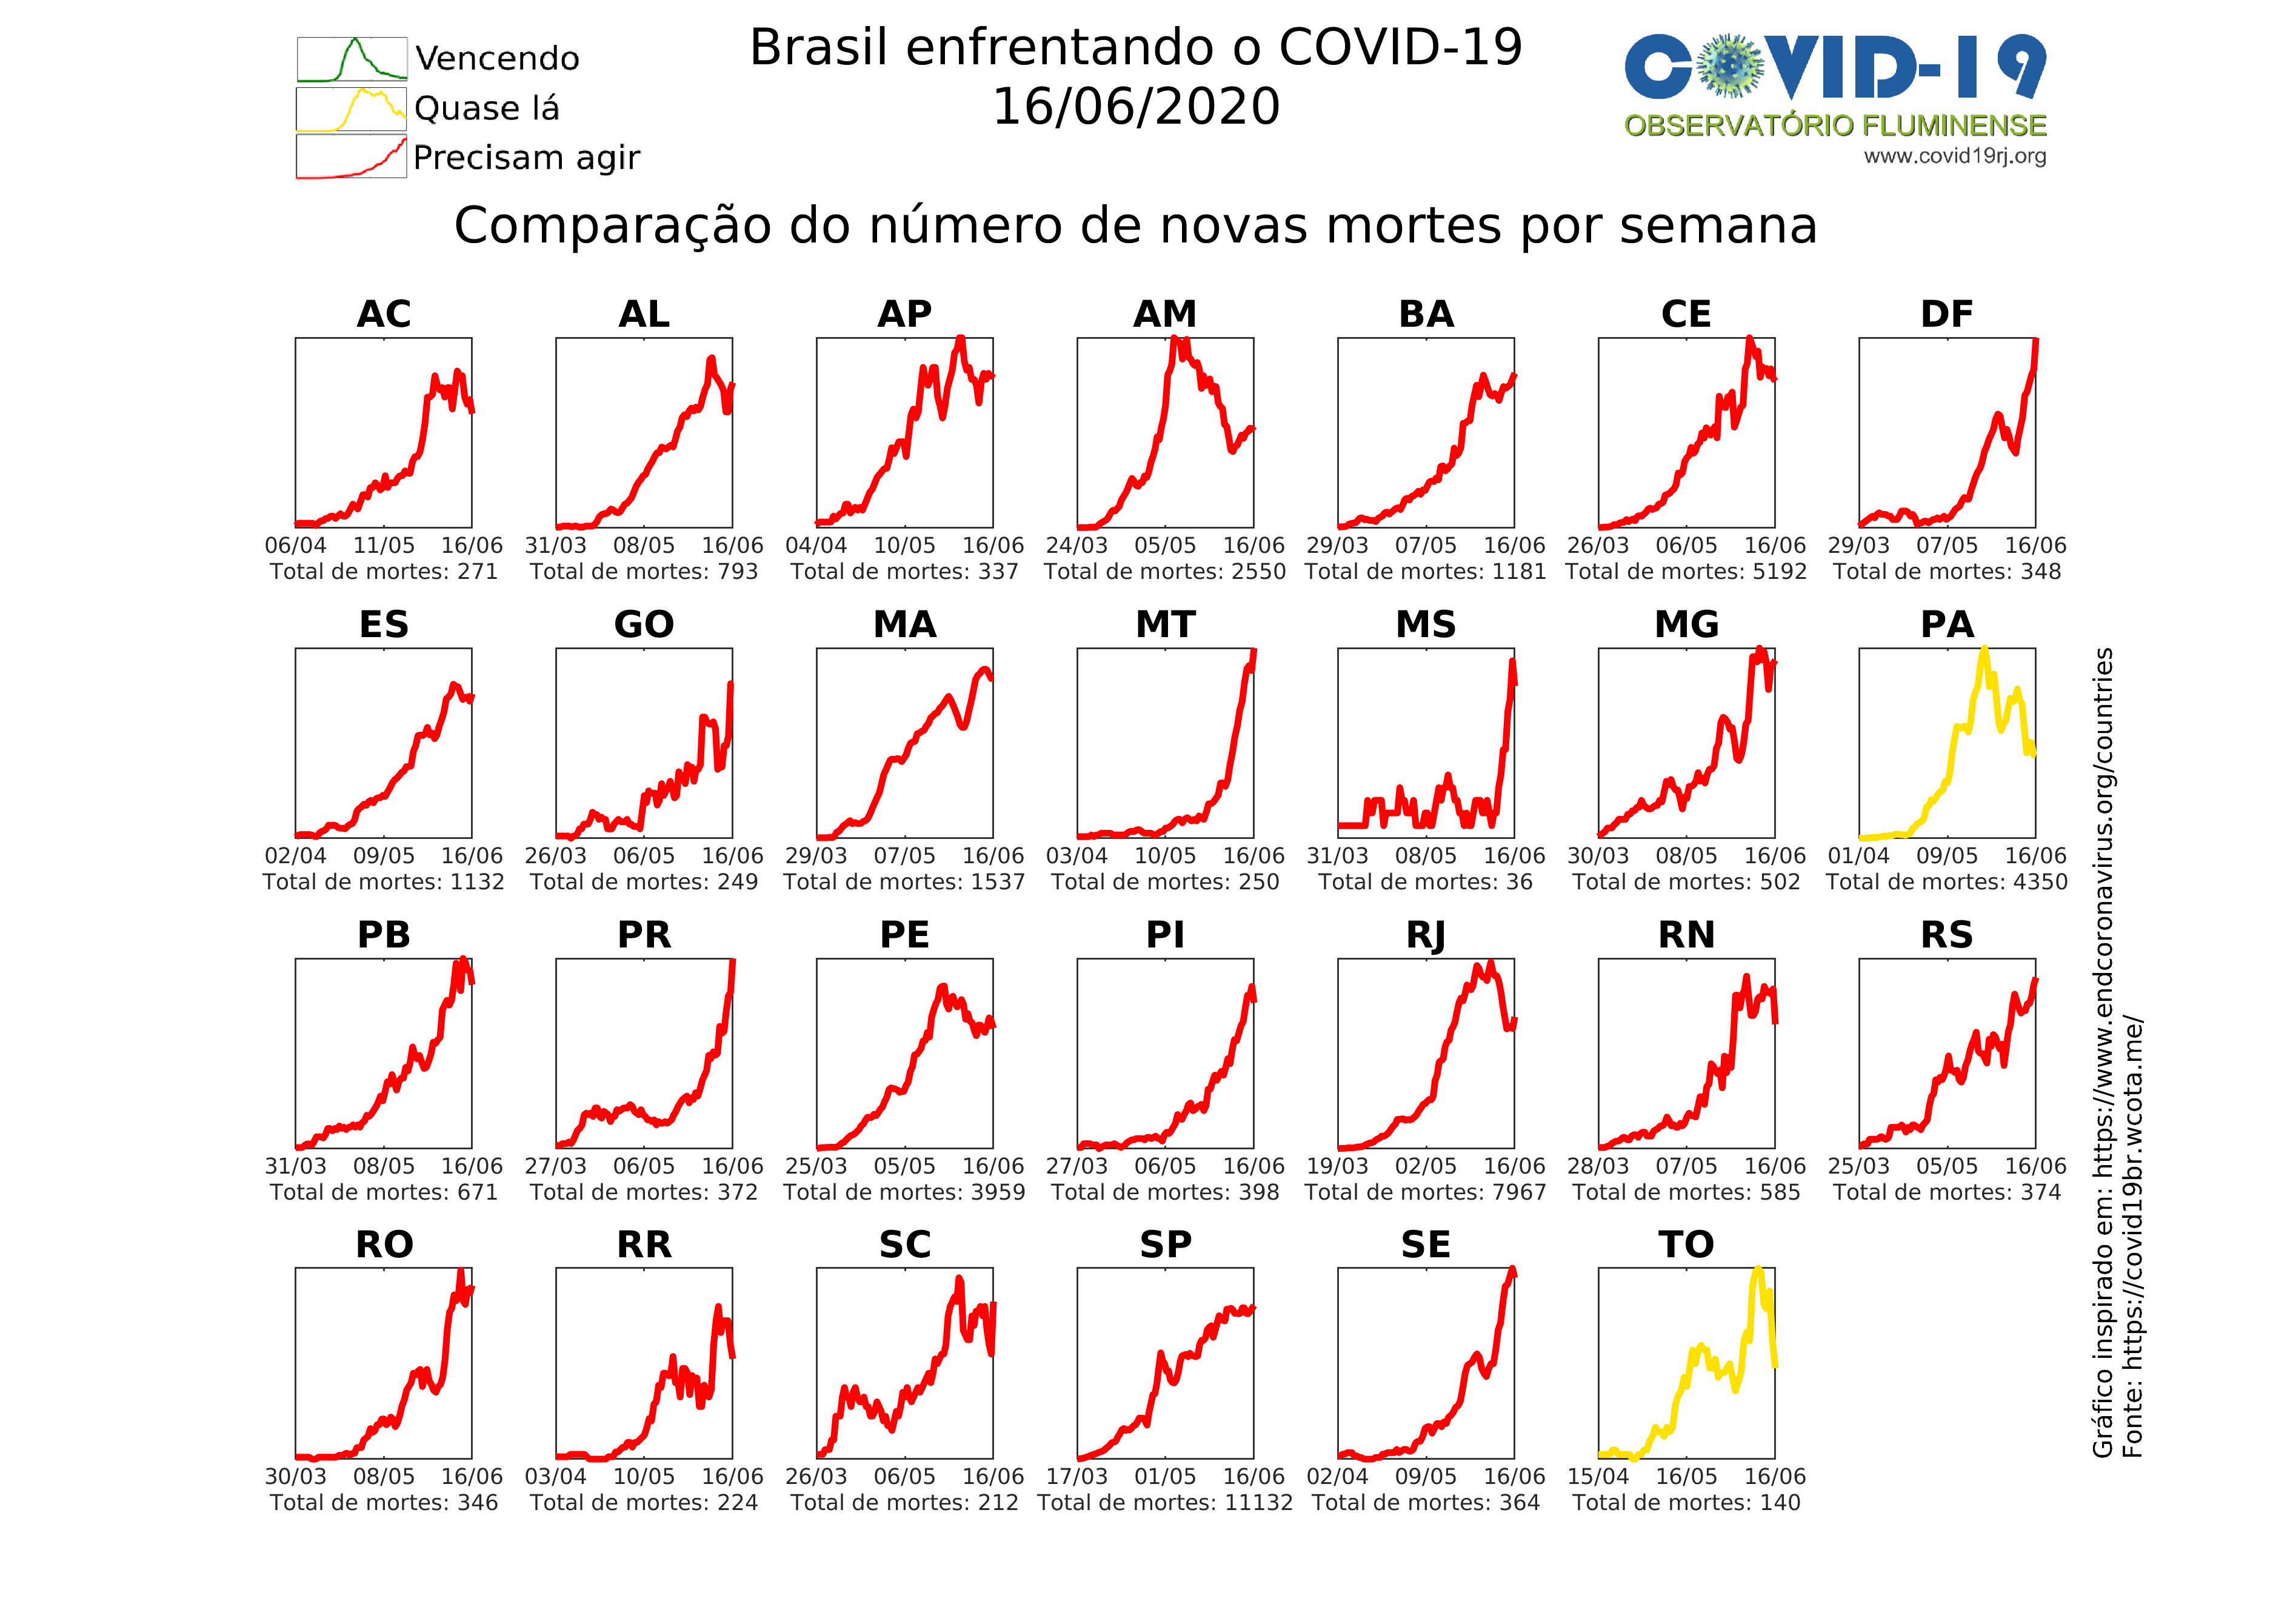 Vencendo
Quase lá
Precisam agir
Brasil enfrentando o COVID-19
16/06/2020
COVID-19
OBSERVATÓRIO FLUMINENSE
www.covid19rj.org
Comparação do número de novas mortes por semana
AC AL AP AM BA CE DF
06/04 11/05 16/06 31/03 08/05 16/06 04/04 10/05 16/06 24/03 05/05 16/06 29/03 07/05 16/06 26/03 06/05 16/06 29/03 07/05 16/06
Total de mortes: 271 Total de mortes: 793 Total de mortes: 337 Total de mortes: 2550 Total de mortes: 1181 Total de mortes: 5192 Total de mortes: 348
ES GO MA MT MS MG PA
02/04 09/05 16/06 26/03 06/05 16/06 29/03 07/05 16/06 03/04 10/05 16/06 31/03 08/05 16/06 30/03 08/05 16/06 01/04 09/05 16/06
Total de mortes: 1132 Total de mortes: 249 Total de mortes: 1537 Total de mortes: 250 Total de mortes: 36 Total de mortes: 502 Total de mortes: 4350
PB PR PE PI RJ RN RS
31/03 08/05 16/06 27/03 06/05 16/06 25/03 05/05 16/06 27/03 06/05 16/06 19/03 02/05 16/06 28/03 07/05 16/06 25/03 05/05 16/06
Total de mortes: 671 Total de mortes: 372 Total de mortes: 3959 Total de mortes: 398 Total de mortes: 7967 Total de mortes: 585 Total de mortes: 374
RO RR SC SP SE TO
30/03 08/05 16/06 03/04 10/05 16/06 26/03 06/05 16/06 17/03 01/05 16/06 02/04 09/05 16/06 15/04 16/05 16/06
Total de mortes: 346 Total de mortes: 224 Total de mortes: 212 Total de mortes: 11132 Total de mortes: 364 Total de mortes: 140
Gráfico inspirado em: https://www.endcoronavirus.org/countries
Fonte: https://covid19br.wcota.me/